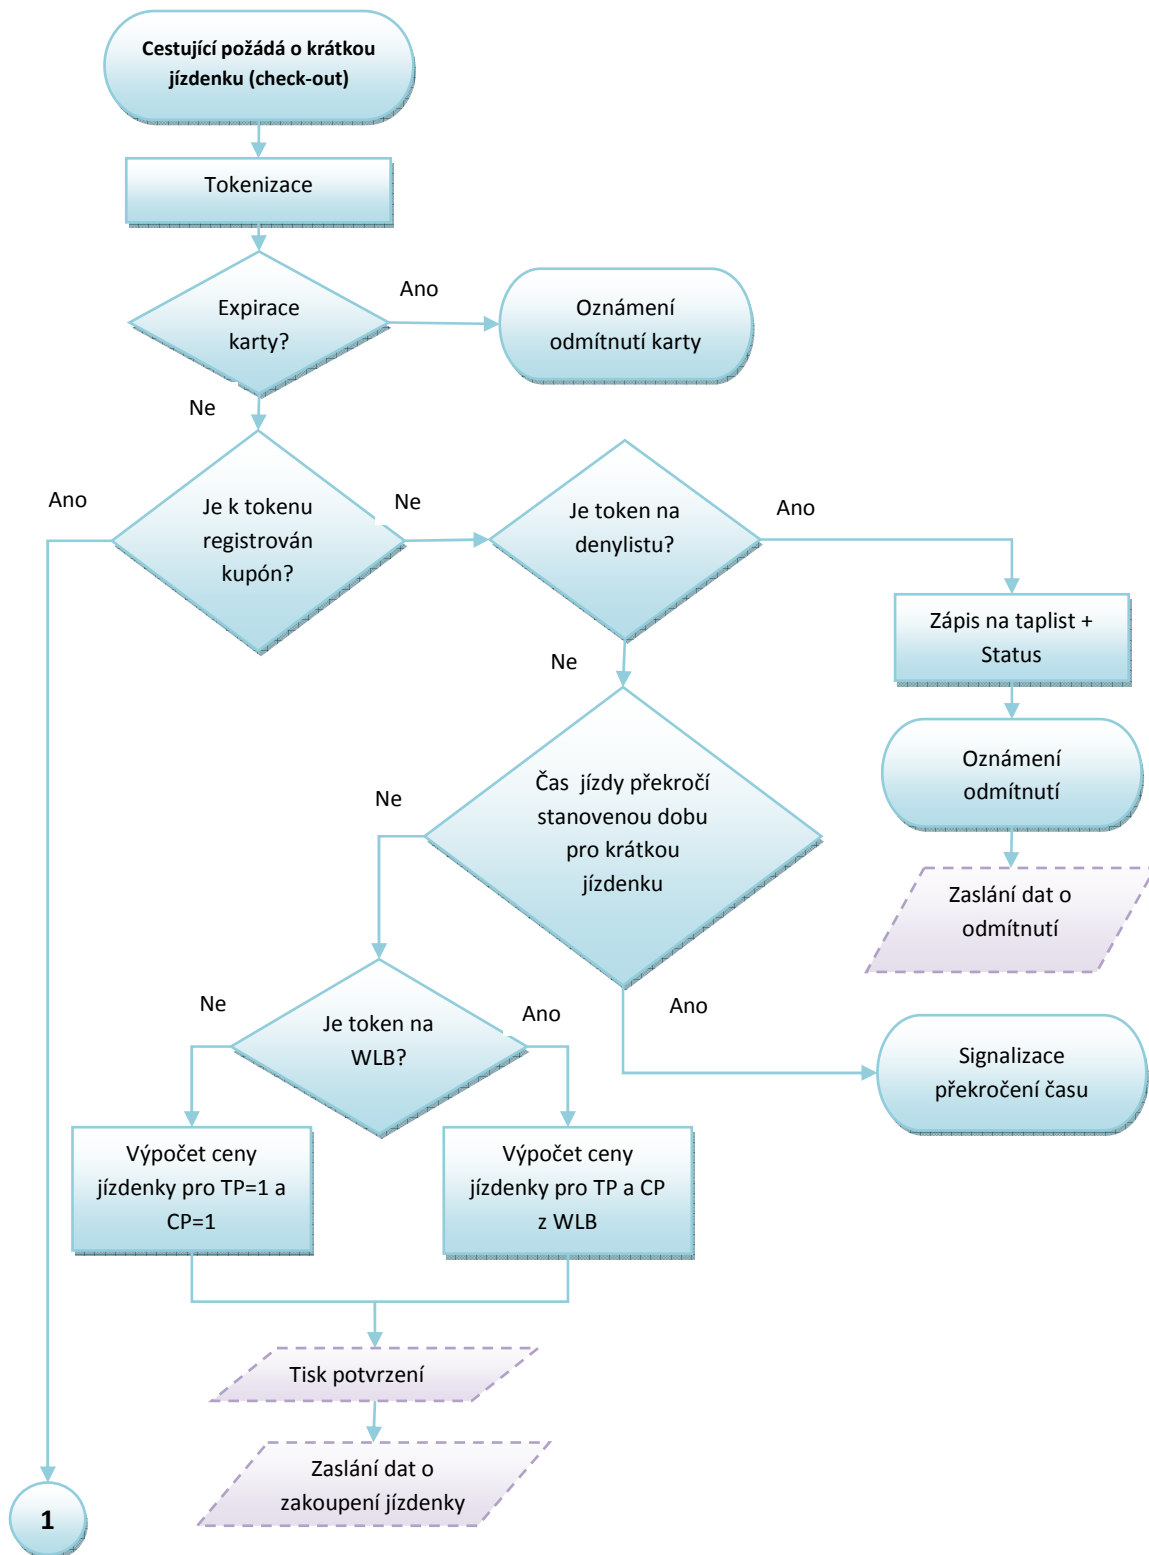 Cestující požádá o krátkou
jízdenku (check-out)
Tokenizace
Expirace
karty?
Ano
Oznámení
odmítnutí karty
Ne
Je k tokenu
registrován
kupón?
Ano
Ne
Je token na
denylistu?
Ano
Zápis na taplist +
Status
Oznámení
odmítnutí
Zaslání dat o
odmítnutí
Ne
Čas jízdy překročí
stanovenou dobu
pro krátkou
jízdenku
Ne
Ano
Signalizace
překročení času
Je token na
WLB?
Ne
Ano
Výpočet ceny
jízdenky pro TP=1 a
CP=1
Výpočet ceny
jízdenky pro TP a CP
z WLB
Tisk potvrzení
Zaslání dat o
zakoupení jízdenky
1